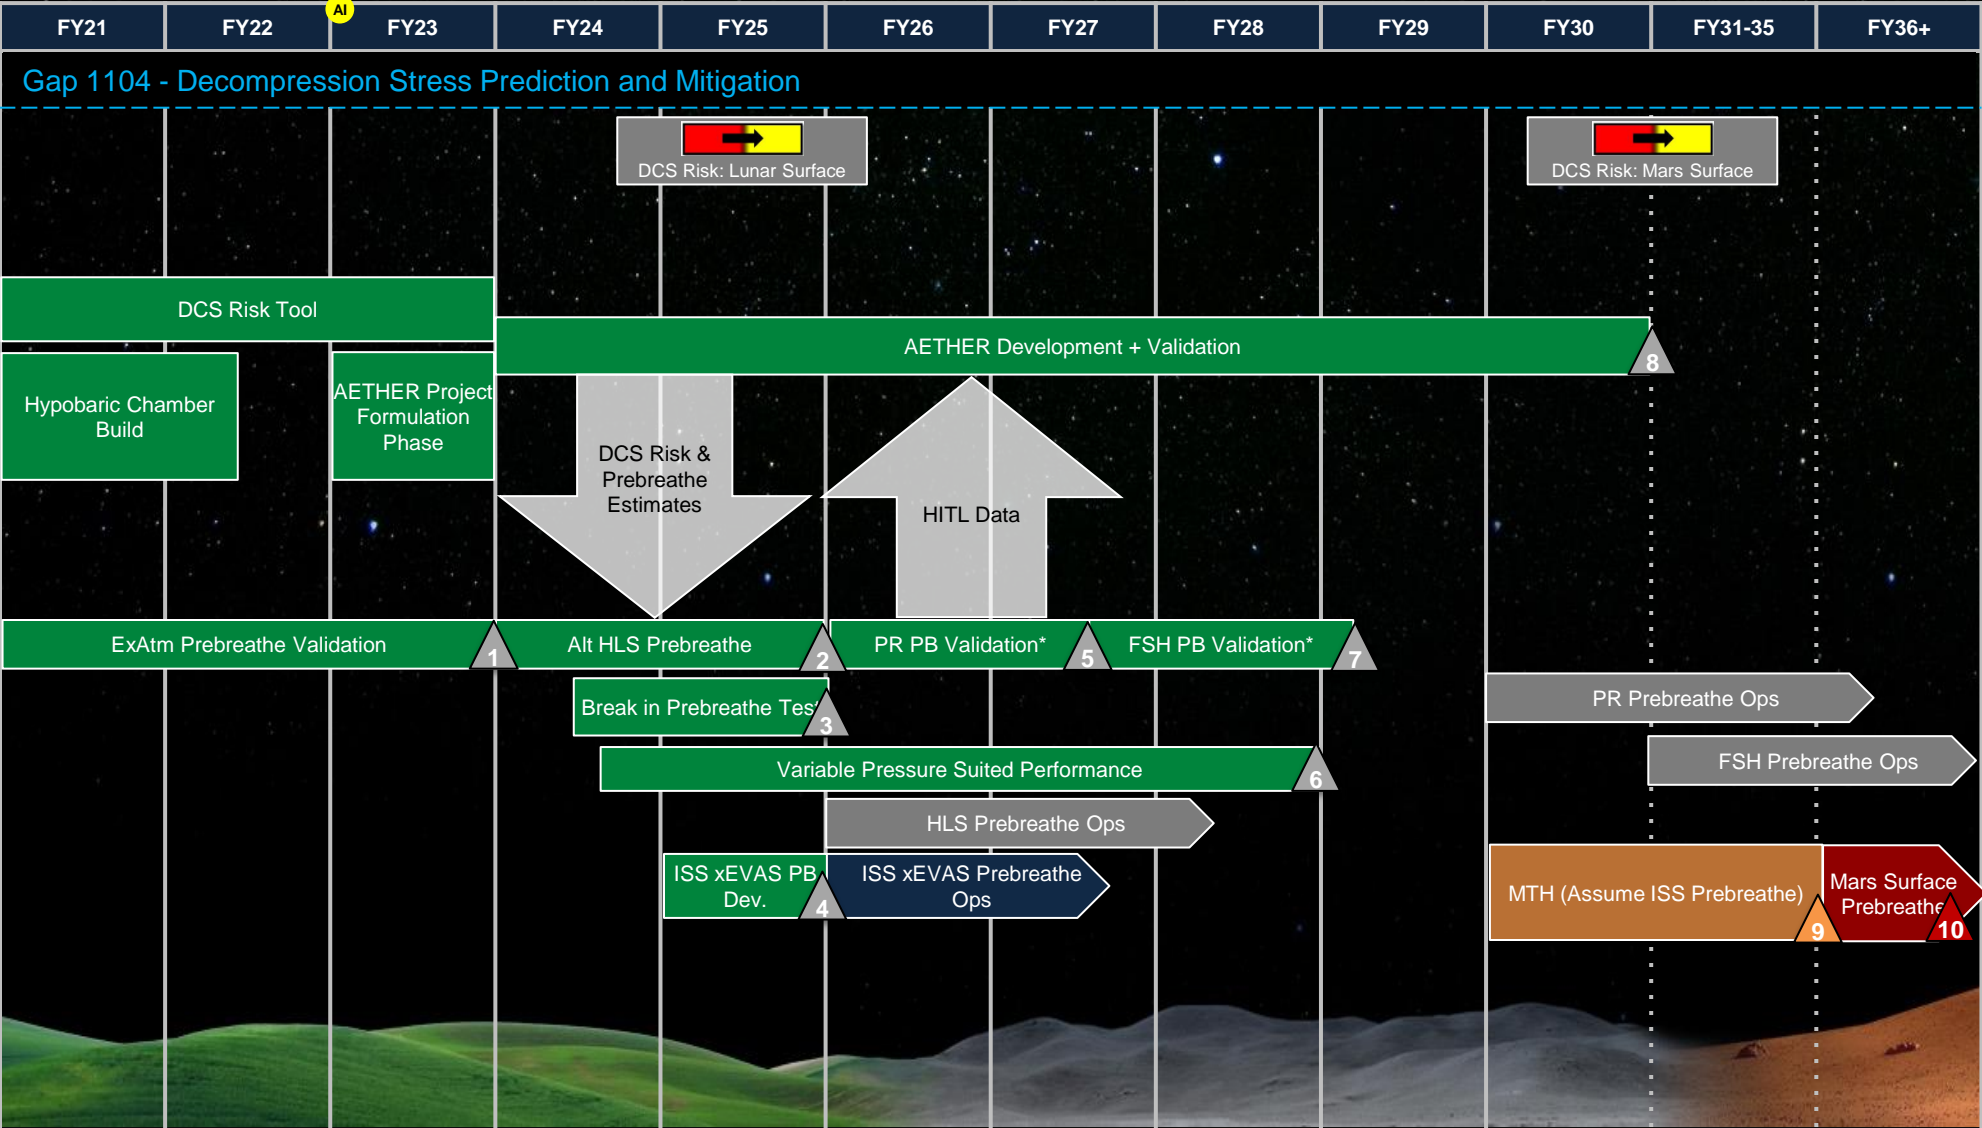 AI
FY21
FY22
FY23
FY24
FY25
FY26
FY27
FY28
FY29
FY30
FY31-35
FY36+
Gap 1104 - Decompression Stress Prediction and Mitigation
DCS Risk: Lunar Surface
DCS Risk: Mars Surface
DCS Risk Tool
AETHER Development + Validation
8
Hypobaric Chamber
Build
AETHER Project
Formulation
Phase
DCS Risk &
Prebreathe
Estimates
HITL Data
ExAtm Prebreathe Validation
1
Alt HLS Prebreathe
2
PR PB Validation*
5
FSH PB Validation*
7
Break in Prebreathe Test
3
PR Prebreathe Ops
Variable Pressure Suited Performance
6
FSH Prebreathe Ops
HLS Prebreathe Ops
ISS xEVAS PB
Dev.
4
ISS xEVAS Prebreathe
Ops
MTH (Assume ISS Prebreathe)
9
Mars Surface
Prebreathe
10